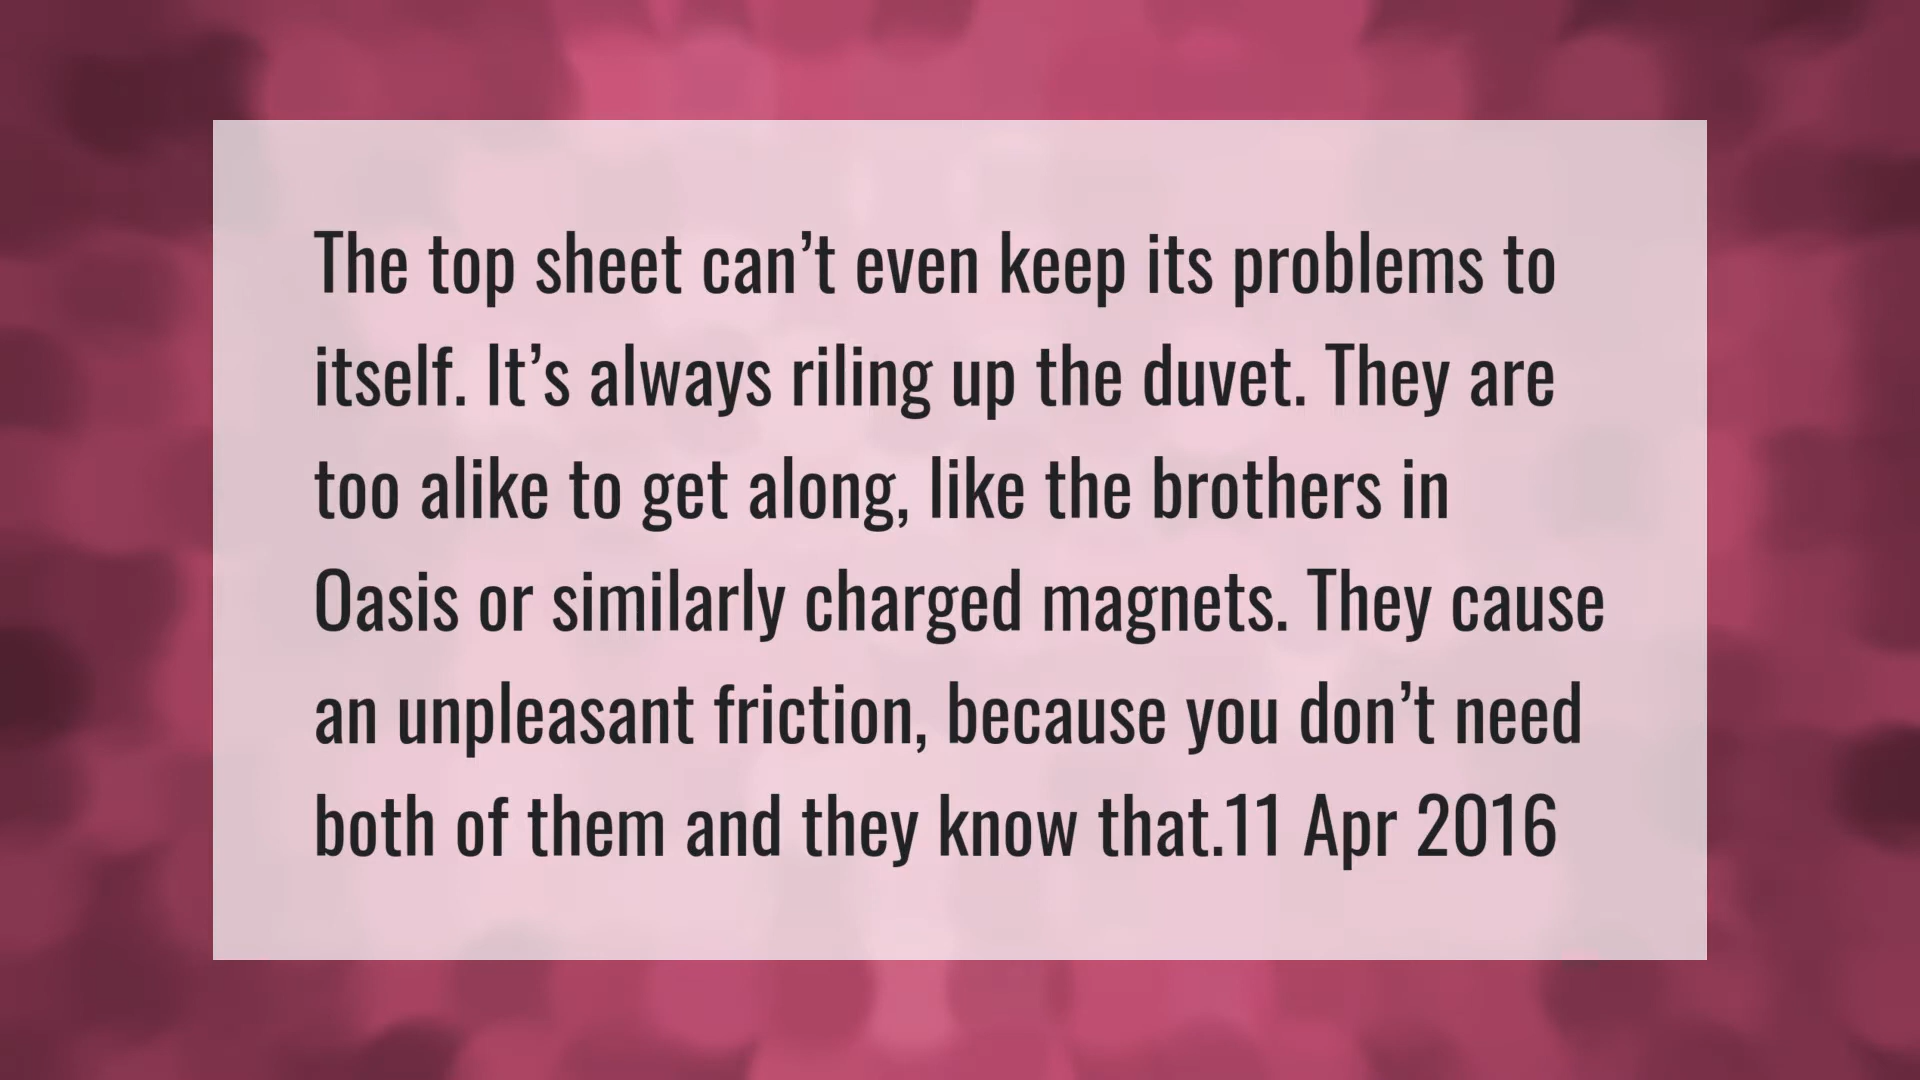 The top sheet can’t even keep its problems to
itself. It’s always riling up the duvet. They are
too alike to get along, like the brothers in
Oasis or similarly charged magnets. They cause
an unpleasant friction, because you don’t need
both of them and they know that.11 Apr 2016